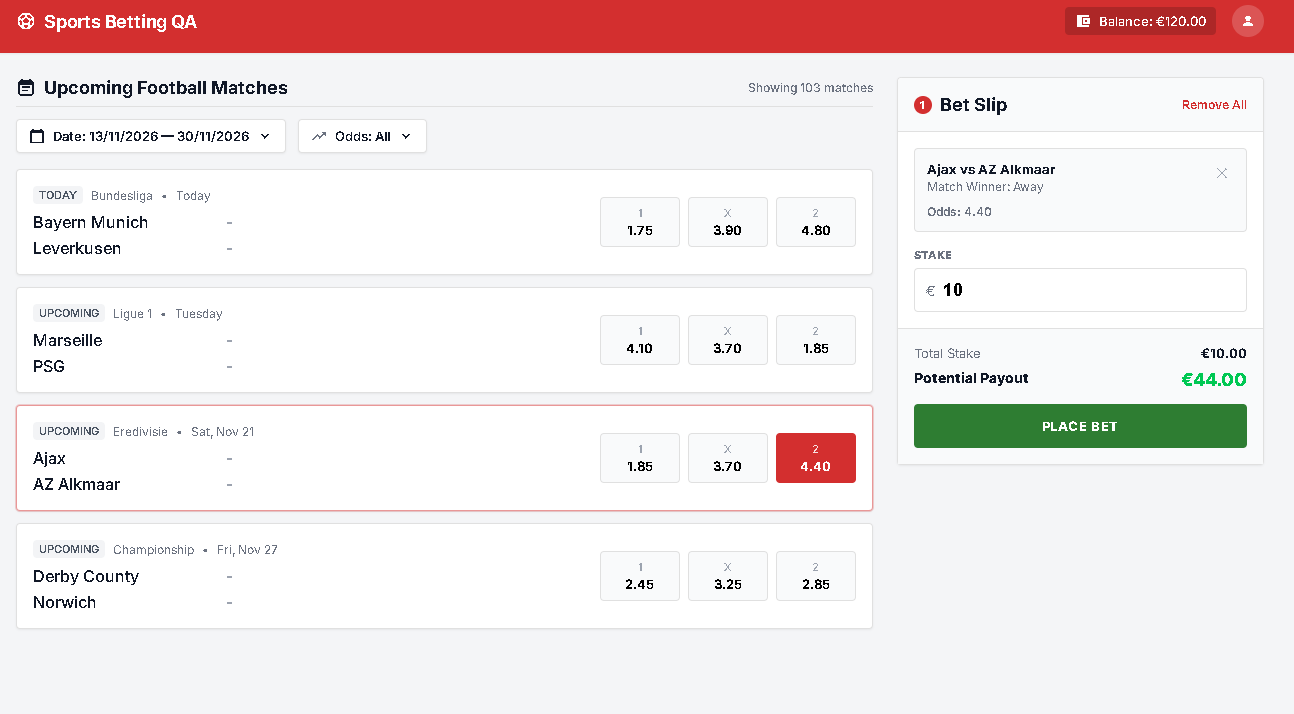 Sports Betting QA
Balance: €120.00
Upcoming Football Matches
Showing 103 matches
Date: 13/11/2026 — 30/11/2026
Odds: All
TODAY Bundesliga • Today
Bayern Munich -
Leverkusen -
1 X 2
1.75 3.90 4.80
UPCOMING Ligue 1 • Tuesday
Marseille -
PSG -
1 X 2
4.10 3.70 1.85
UPCOMING Eredivisie • Sat, Nov 21
Ajax -
AZ Alkmaar -
1 X 2
1.85 3.70 4.40
UPCOMING Championship • Fri, Nov 27
Derby County -
Norwich -
1 X 2
2.45 3.25 2.85
1 Bet Slip Remove All
Ajax vs AZ Alkmaar
Match Winner: Away
Odds: 4.40
STAKE
€ 10
Total Stake €10.00
Potential Payout €44.00
PLACE BET